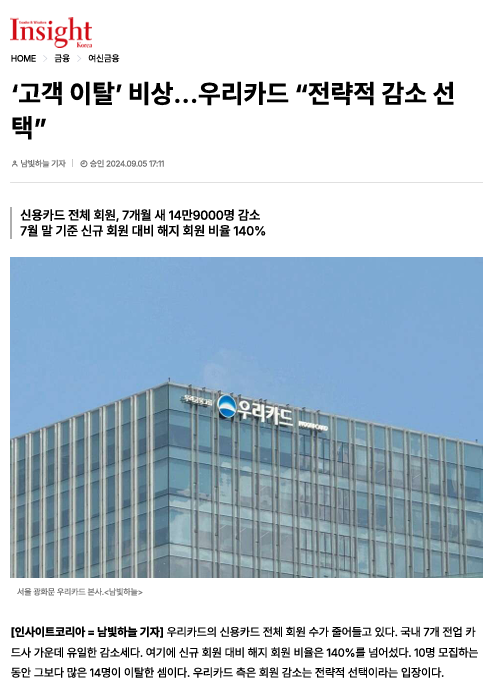 Insight
Korea
HOME > 금융 > 여신금융
‘고객 이탈’ 비상…우리카드 “전략적 감소 선
택”
남빛하늘 기자 | 승인 2024.09.05 17:11
신용카드 전체 회원, 7개월 새 14만9000명 감소
7월 말 기준 신규 회원 대비 해지 회원 비율 140%
우리금융그룹 우리카드 WOORICARD
서울 광화문 우리카드 본사.<남빛하늘>
[인사이트코리아 = 남빛하늘 기자] 우리카드의 신용카드 전체 회원 수가 줄어들고 있다. 국내 7개 전업 카
드사 가운데 유일한 감소세다. 여기에 신규 회원 대비 해지 회원 비율은 140%를 넘어섰다. 10명 모집하는
동안 그보다 많은 14명이 이탈한 셈이다. 우리카드 측은 회원 감소는 전략적 선택이라는 입장이다.